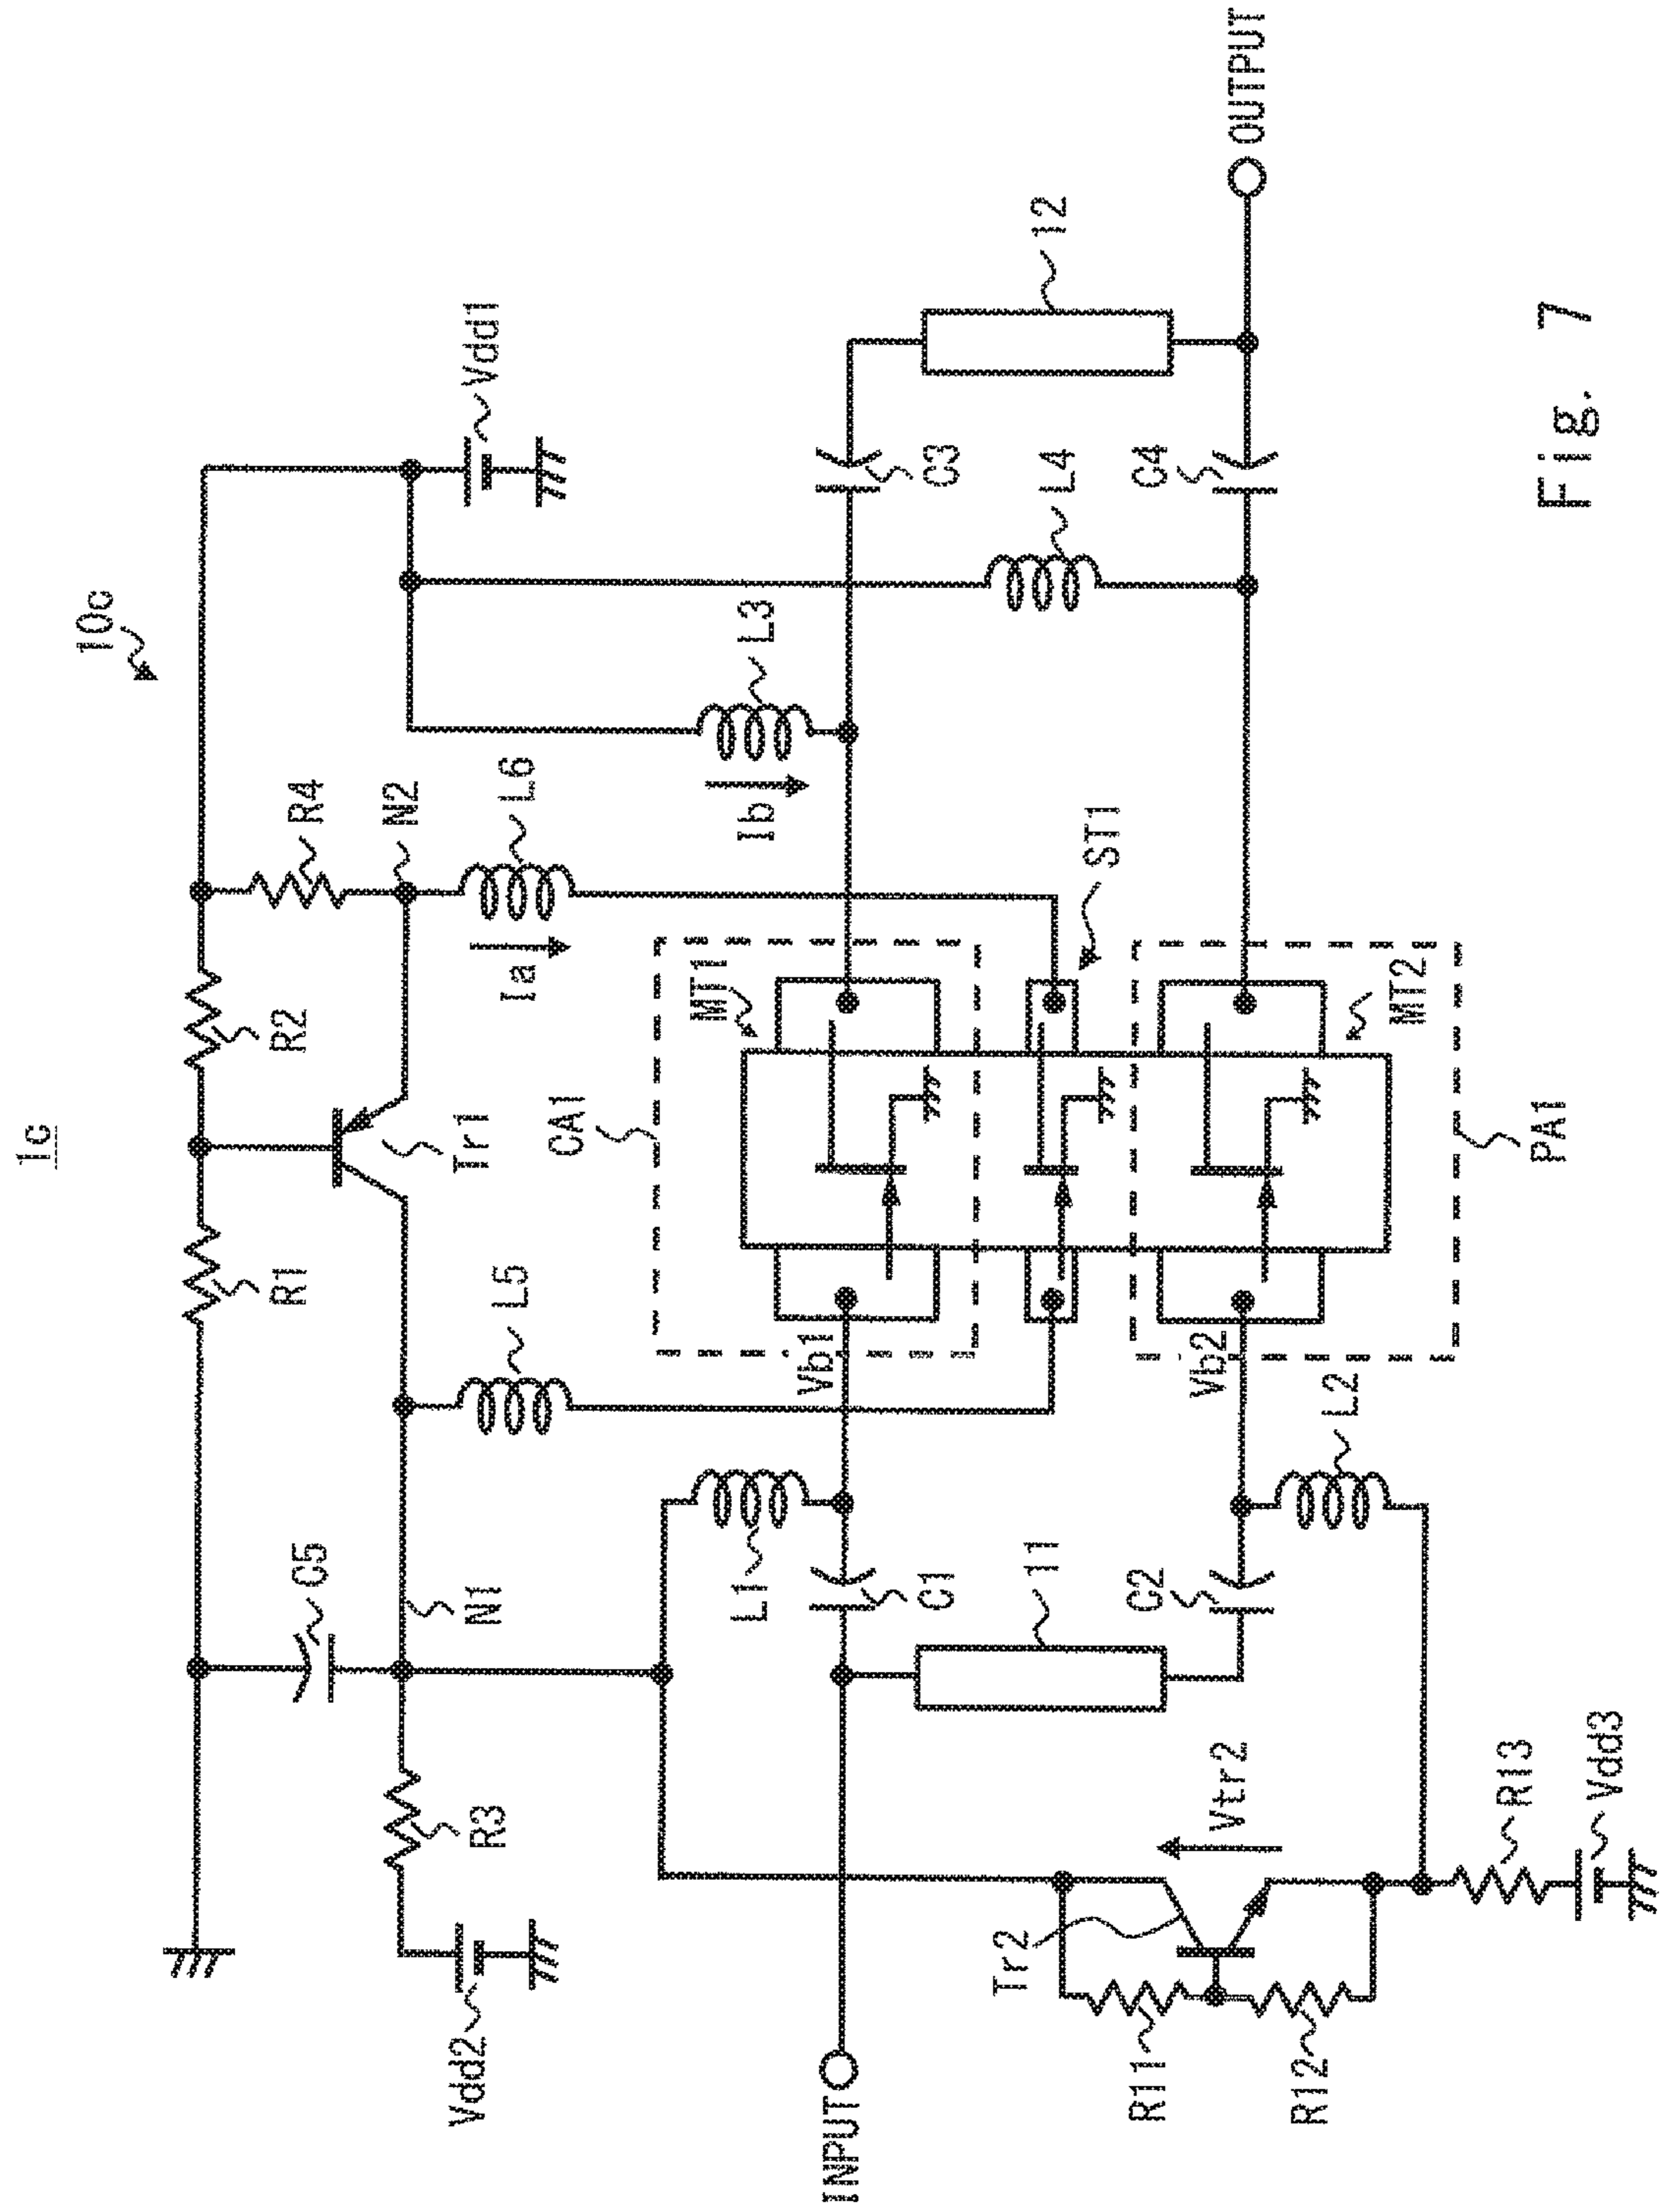 1c
10c
R1
R2
R4
C5
Tr1
N2
N1
L5
L6
Ia
Vdd1
R3
Vdd2
CA1
MT1
L3
Ib
L1
Vb1
C1
C3
INPUT
11
12
ST1
L4
C2
C4
Vb2
MT2
PA1
L2
Tr2
Vtr2
R11
R12
R13
Vdd3
OUTPUT
Fig. 7